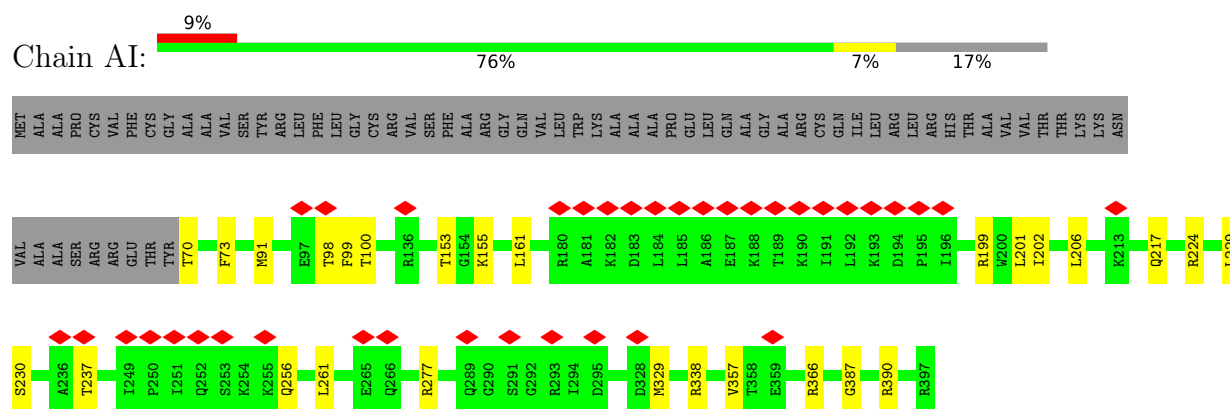 9%
Chain AI:
76% 7% 17%
MET ALA ALA PRO CYS VAL PHE CYS GLY ALA ALA VAL SER TYR ARG LEU PHE LEU GLY CYS ARG VAL SER PHE ALA ARG GLY GLN VAL LEU TRP LYS ALA ALA ALA PRO GLU LEU GLN ALA GLY ALA ARG CYS GLN ILE LEU ARG LEU ARG HIS THR ALA VAL VAL THR THR LYS LYS ASN
VAL ALA ALA SER ARG ARG GLU THR TYR T70 F73 M91 E97 T98 F99 T100 R136 T153 G154 K155 L161 R180 A181 K182 D183 L184 L185 A186 E187 K188 T189 K190 I191 L192 K193 D194 P195 I196 R199 W200 L201 I202 L206 K213 Q217 R224
S230 A236 T237 I249 P250 I251 Q252 S253 K254 K255 Q256 L261 E265 Q266 R277 Q289 G290 S291 G292 R293 I294 D295 D328 M329 R338 V357 T358 E359 R366 G387 R390 R397